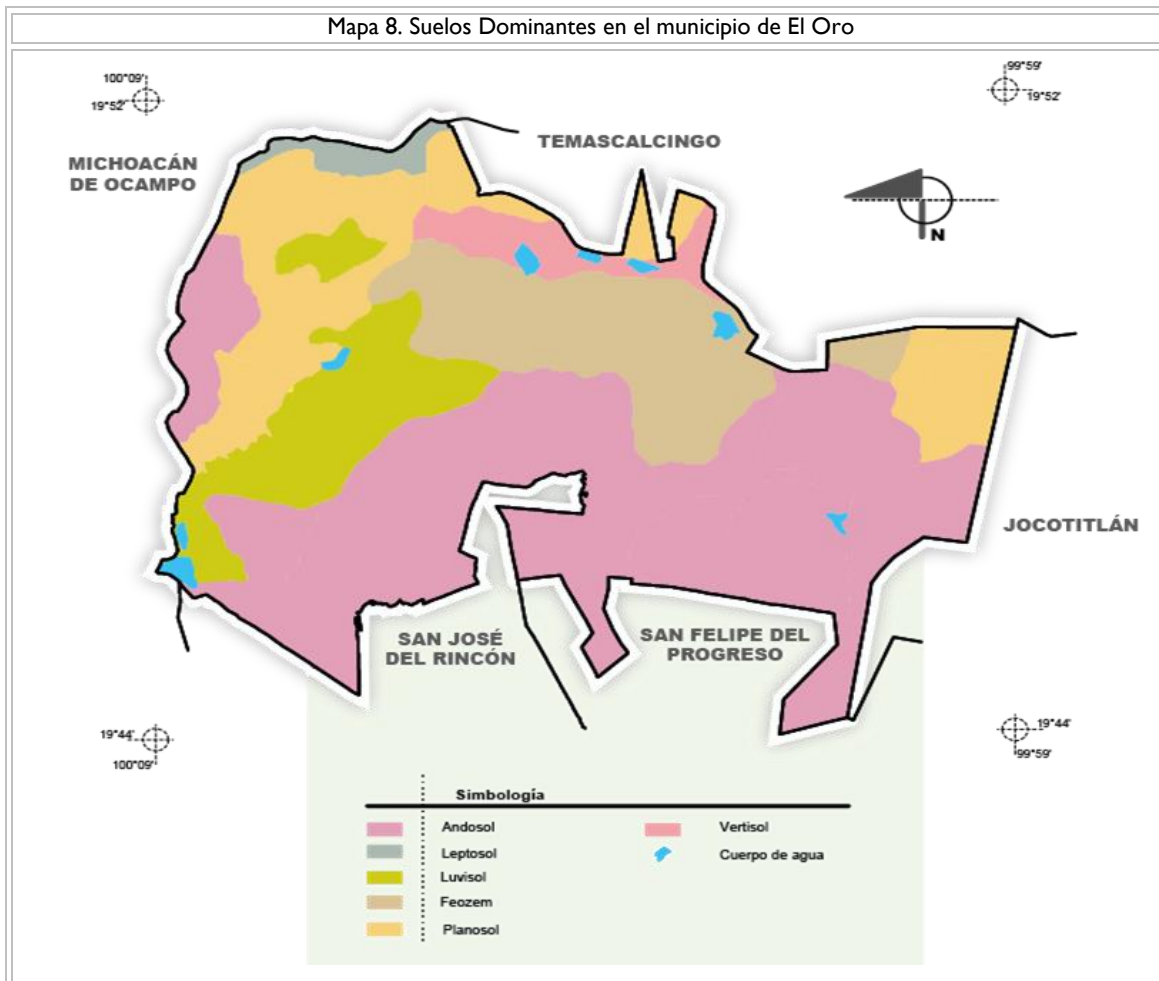 Mapa 8. Suelos Dominantes en el municipio de El Oro
100°09'
19°52'
99°59'
19°52'
MICHOACÁN
DE OCAMPO
TEMASCALCINGO
N
JOCOTITLÁN
SAN JOSÉ
DEL RINCÓN
SAN FELIPE DEL
PROGRESO
19°44'
100°09'
19°44'
99°59'
Simbología
Andosol
Leptosol
Luvisol
Feozem
Planosol
Vertisol
Cuerpo de agua